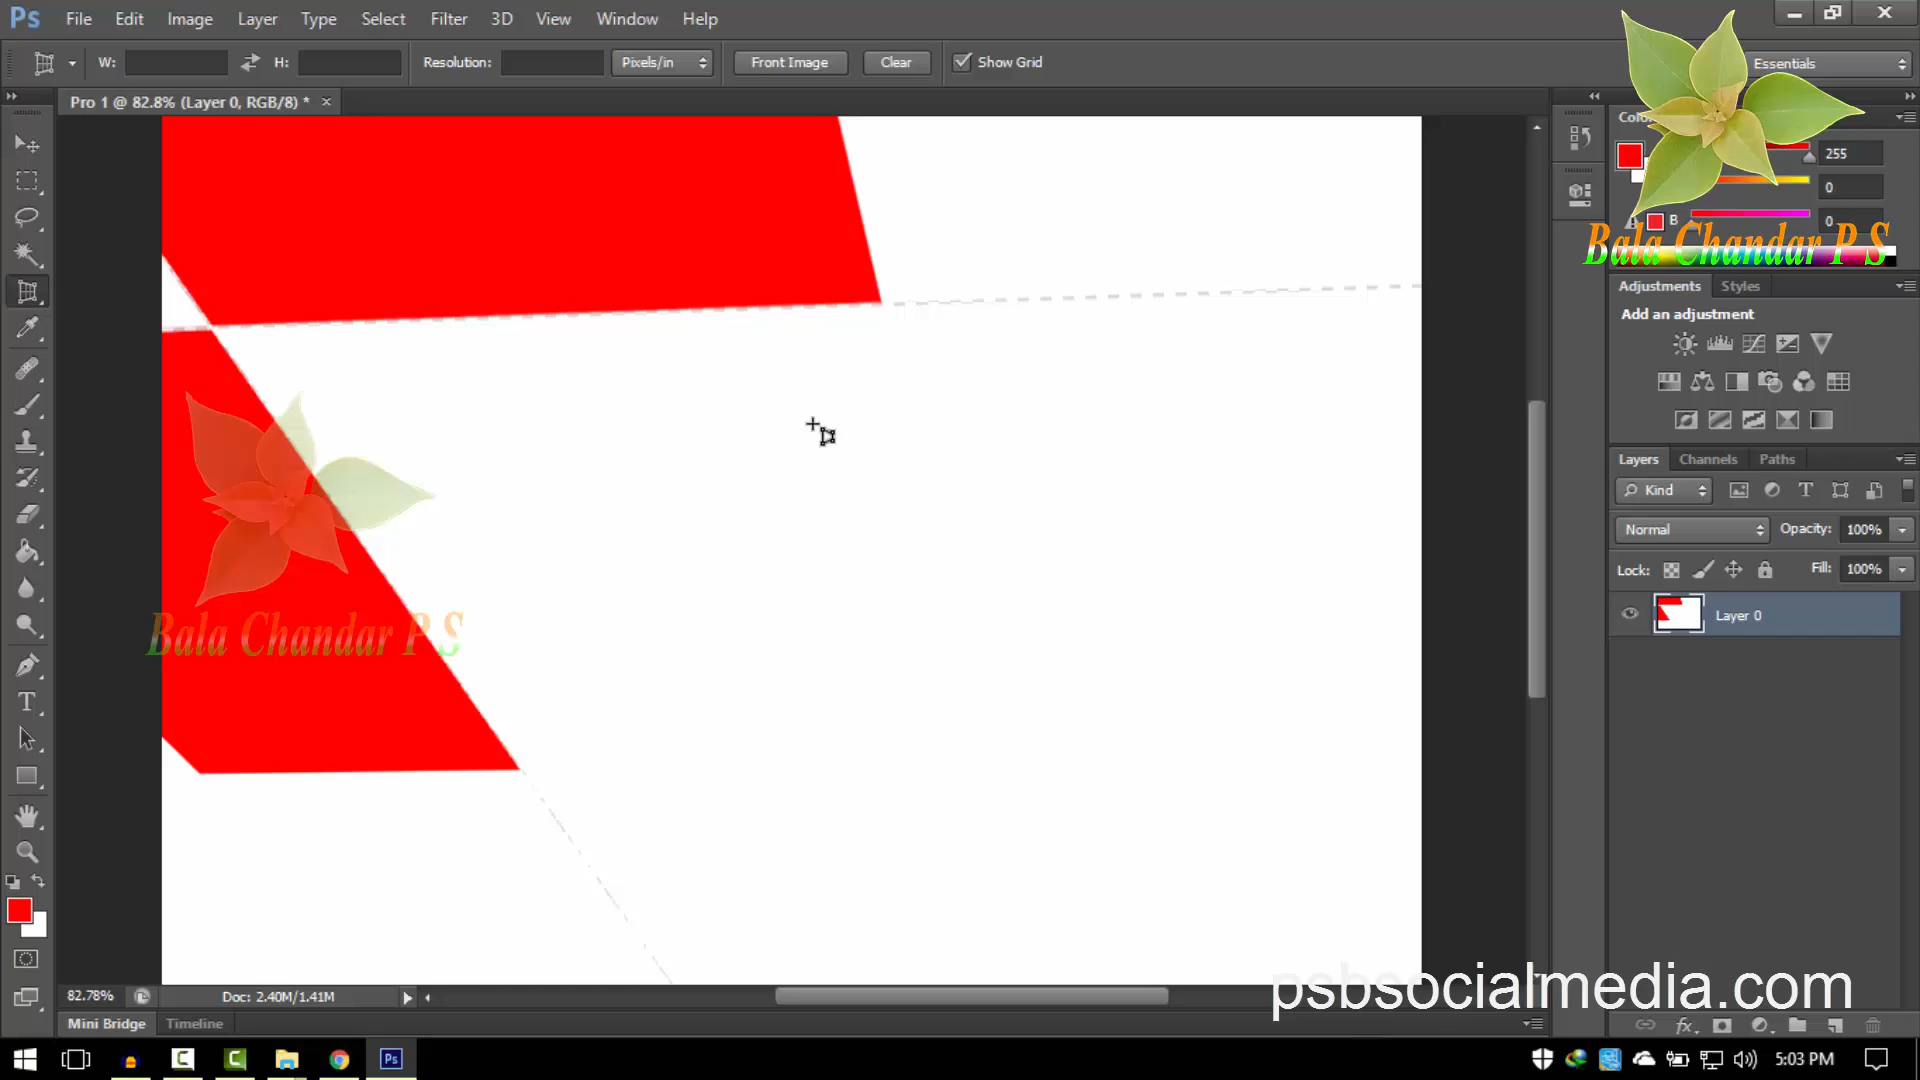 Ps File Edit Image Layer Type Select Filter 3D View Window Help
W: H: Resolution: Pixels/in Front Image Clear Show Grid Essentials
Pro 1 @ 82.8% (Layer 0, RGB/8) *
255
0
B 0
Bala Chandar P S
Adjustments Styles
Add an adjustment
Layers Channels Paths
Kind
Normal Opacity: 100%
Lock: Fill: 100%
Layer 0
Bala Chandar P S
82.78% Doc: 2.40M/1.41M
psbsocialmedia.com
Mini Bridge Timeline
5:03 PM